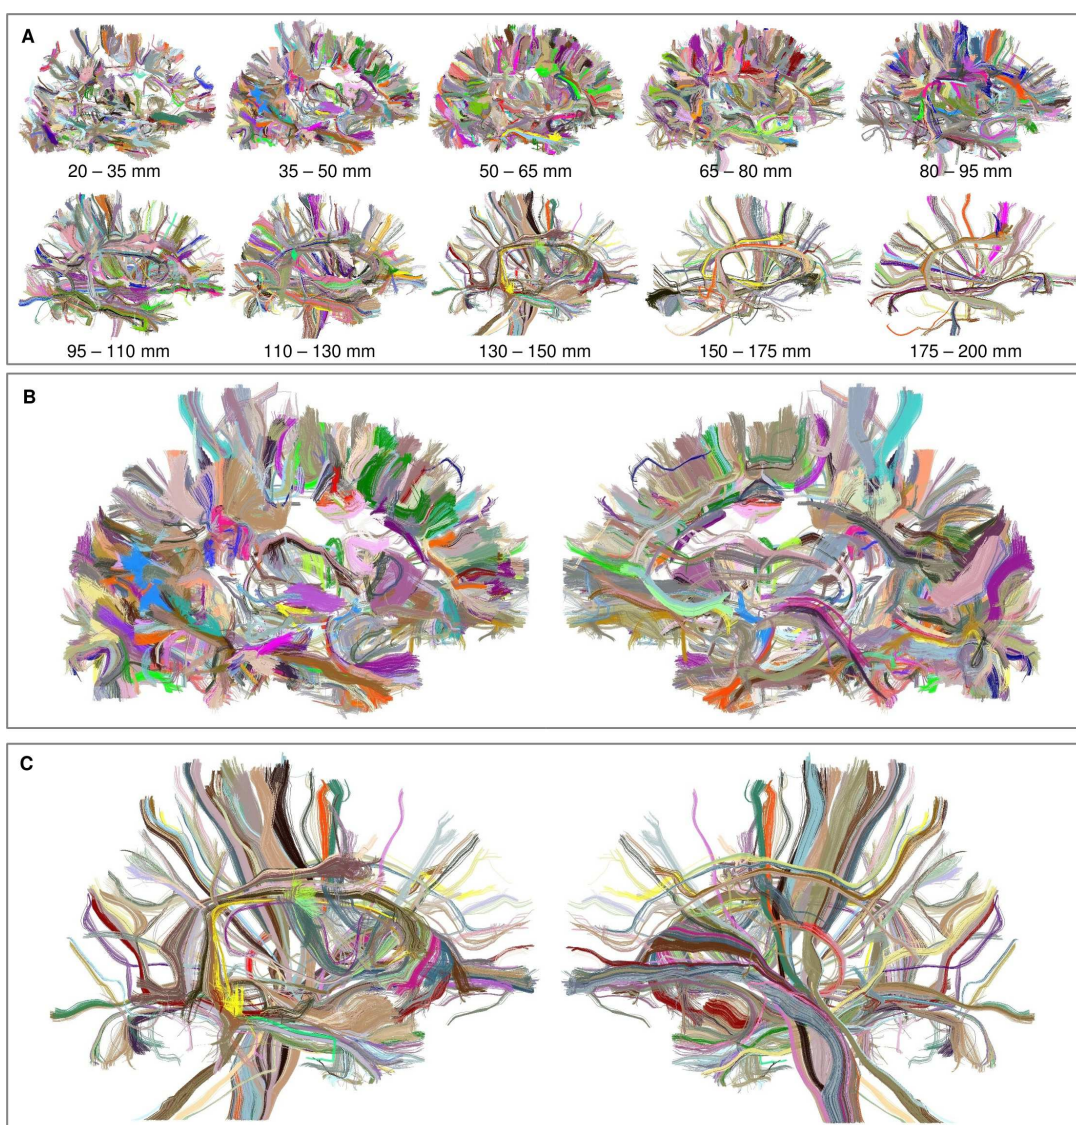 A
20 – 35 mm
35 – 50 mm
50 – 65 mm
65 – 80 mm
80 – 95 mm
95 – 110 mm
110 – 130 mm
130 – 150 mm
150 – 175 mm
175 – 200 mm
B
C